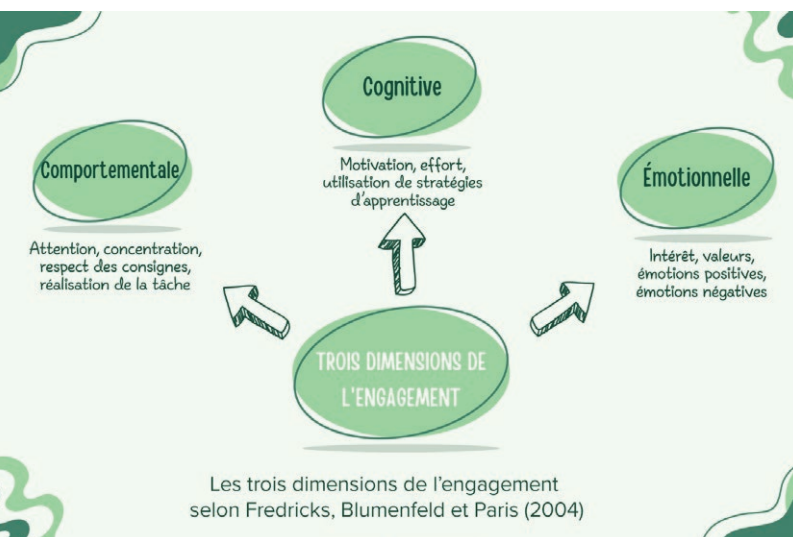 Cognitive
Motivation, effort,
utilisation de stratégies
d'apprentissage
Comportementale
Attention, concentration,
respect des consignes,
réalisation de la tâche
Émotionnelle
Intérêt, valeurs,
émotions positives,
émotions négatives
TROIS DIMENSIONS DE
L'ENGAGEMENT
Les trois dimensions de l'engagement
selon Fredricks, Blumenfeld et Paris (2004)